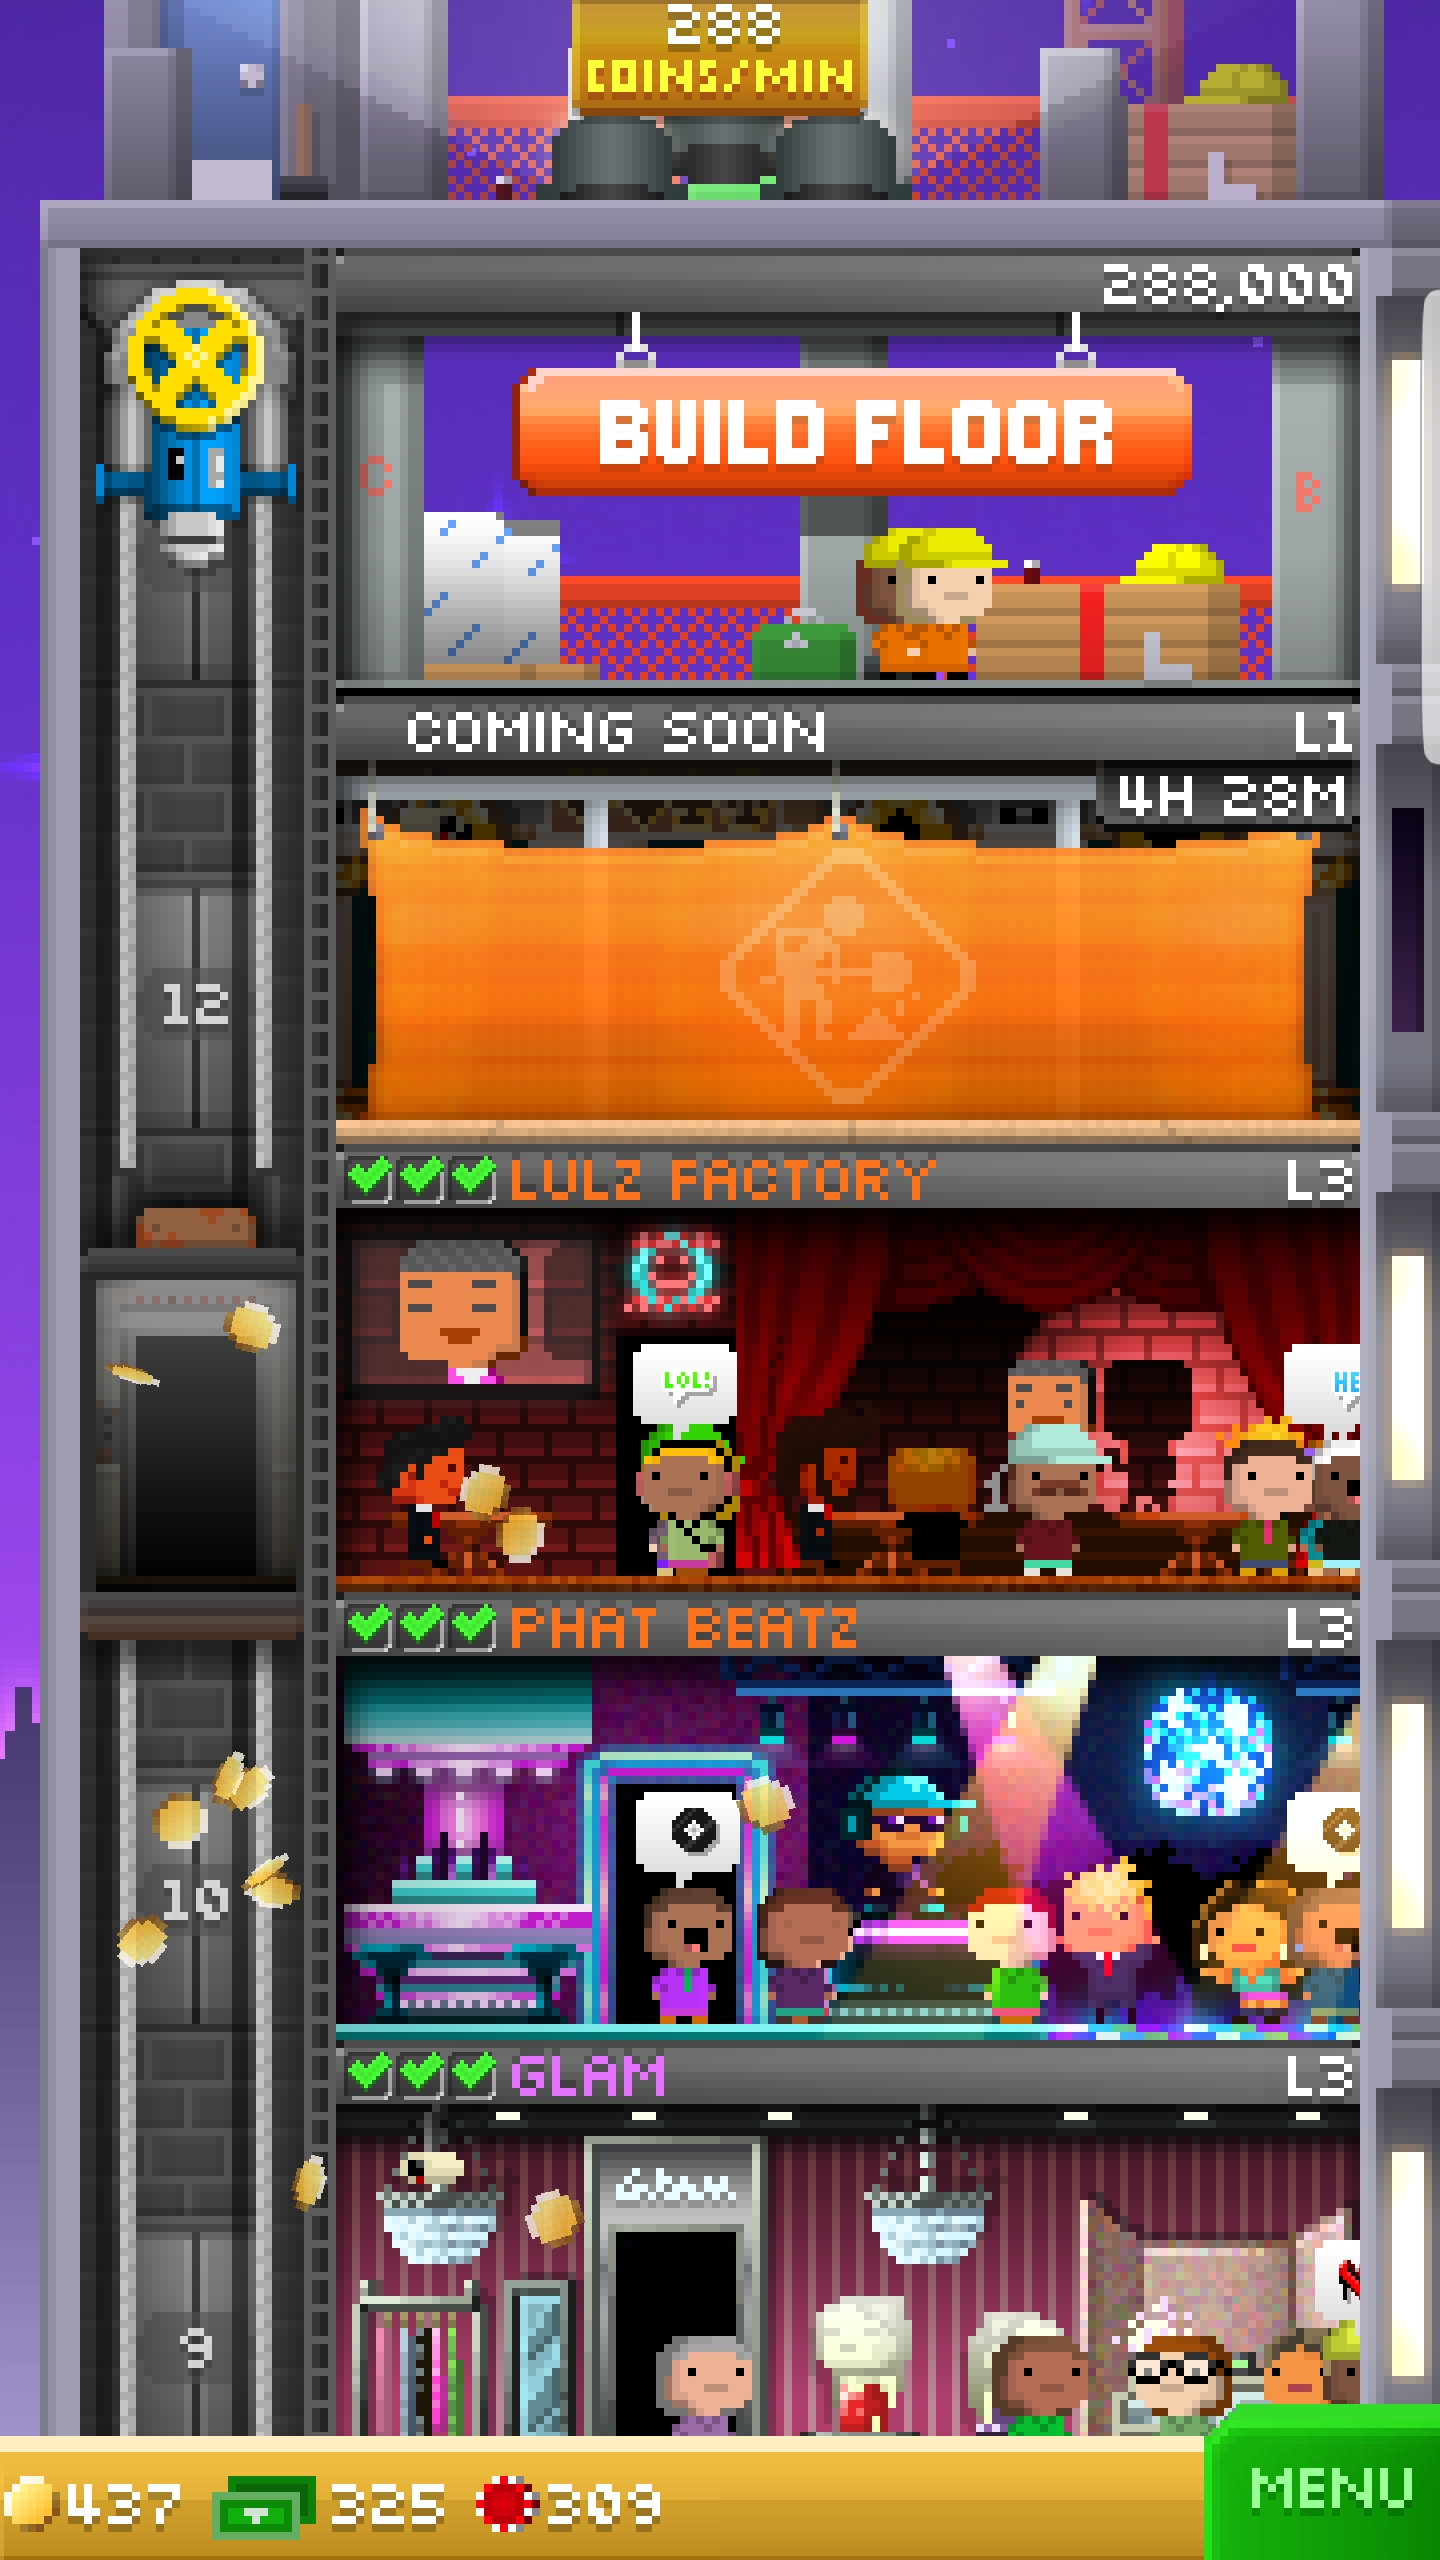 288
COINS/MIN
288,000
BUILD FLOOR
C
B
COMING SOON
L1
4H 28M
12
LULZ FACTORY
L3
LOL!
HE
PHAT BEATZ
L3
10
GLAM
L3
Glam
9
437
325
309
MENU